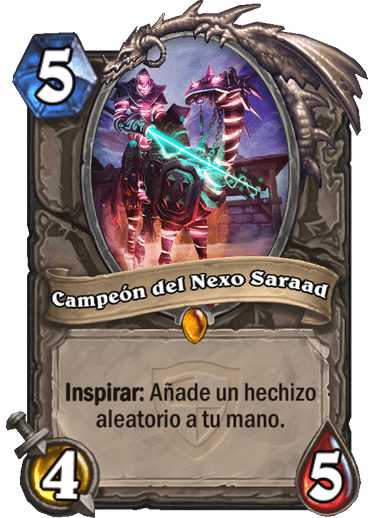 5
Campeón del Nexo Saraad
Inspirar: Añade un hechizo
aleatorio a tu mano.
4
5